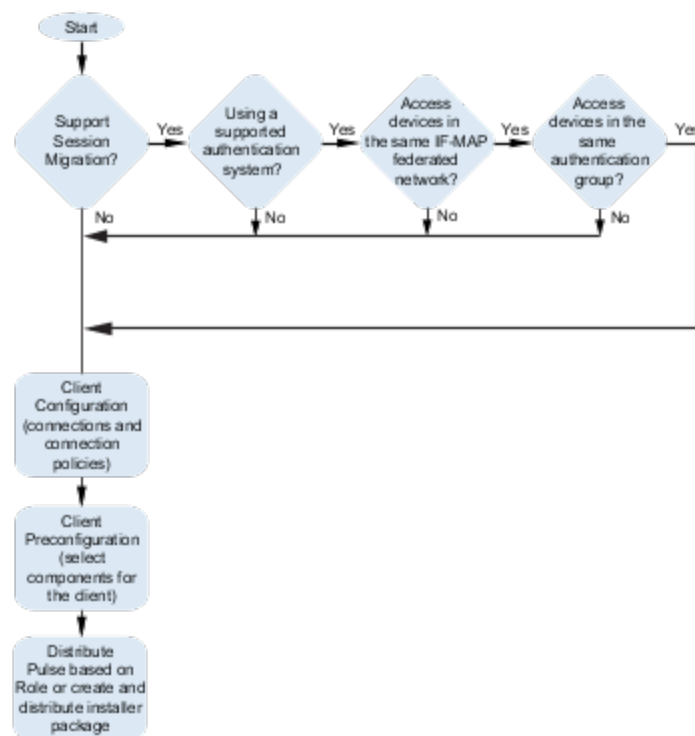 Start
Support
Session
Migration?
Yes
Using a
supported
authentication
system?
Yes
Access
devices in
the same IF-MAP
federated
network?
Yes
Access
devices in the
same
authentication
group?
Yes
No
No
No
No
Client
Configuration
(connections and
connection
policies)
Client
Preconfiguration
(select
components for
the client)
Distribute
Pulse based on
Role or create and
distribute installer
package